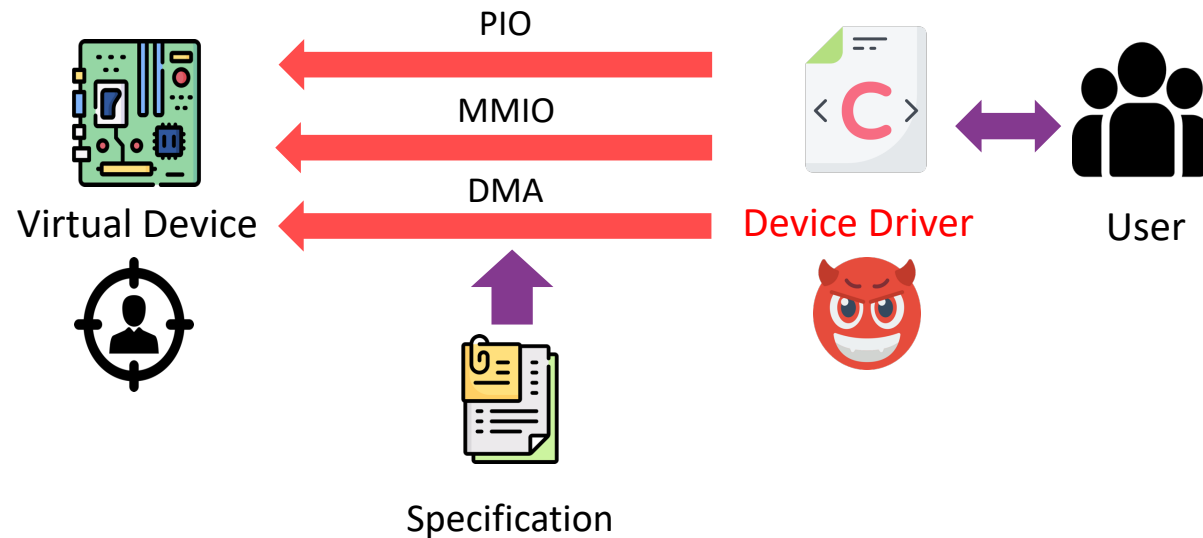 PIO
MMIO
DMA
< C >
Virtual Device
Device Driver
User
Specification